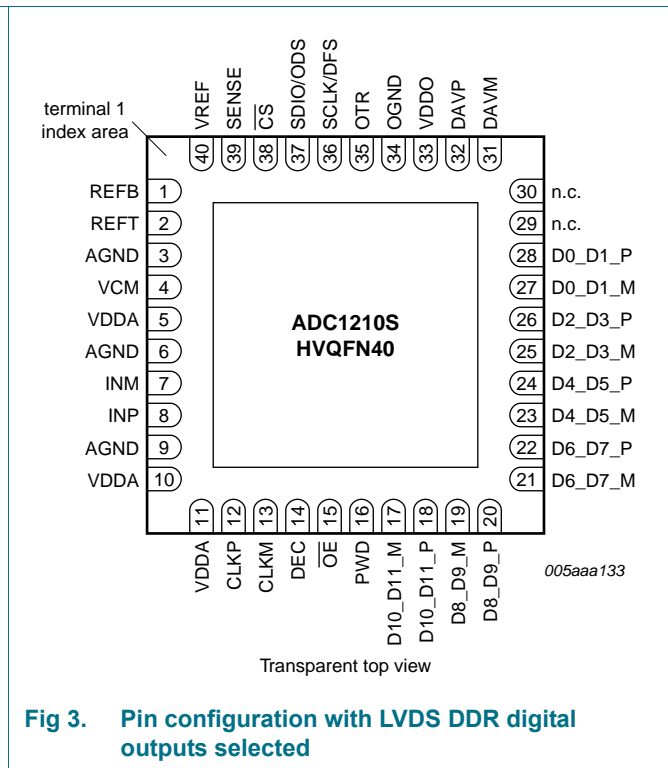 terminal 1
index area
VREF
SENSE
CS
SDIO/ODS
SCLK/DFS
OTR
OGND
VDDO
DAVP
DAVM
40
39
38
37
36
35
34
33
32
31
REFB 1
REFT 2
AGND 3
VCM 4
VDDA 5
AGND 6
INM 7
INP 8
AGND 9
VDDA 10
ADC1210S
HVQFN40
30 n.c.
29 n.c.
28 D0_D1_P
27 D0_D1_M
26 D2_D3_P
25 D2_D3_M
24 D4_D5_P
23 D4_D5_M
22 D6_D7_P
21 D6_D7_M
11
12
13
14
15
16
17
18
19
20
VDDA
CLKP
CLKM
DEC
OE
PWD
D10_D11_M
D10_D11_P
D8_D9_M
D8_D9_P
005aaa133
Transparent top view
Fig 3. Pin configuration with LVDS DDR digital
outputs selected